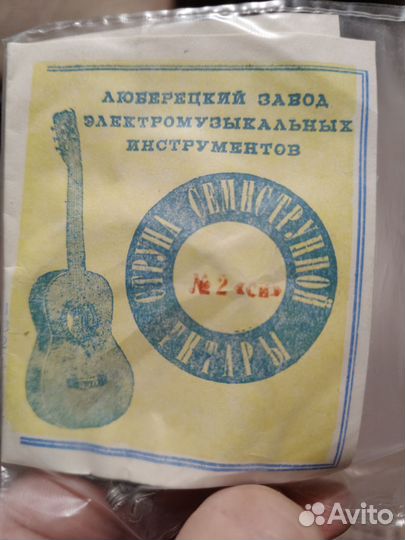 ЛЮБЕРЕЦКИЙ ЗАВОД
ЭЛЕКТРОМУЗЫКАЛЬНЫХ
ИНСТРУМЕНТОВ
СТРУНА СЕМИСТРУННОЙ
ГИТАРЫ
№ 2 «СИ»
Avito